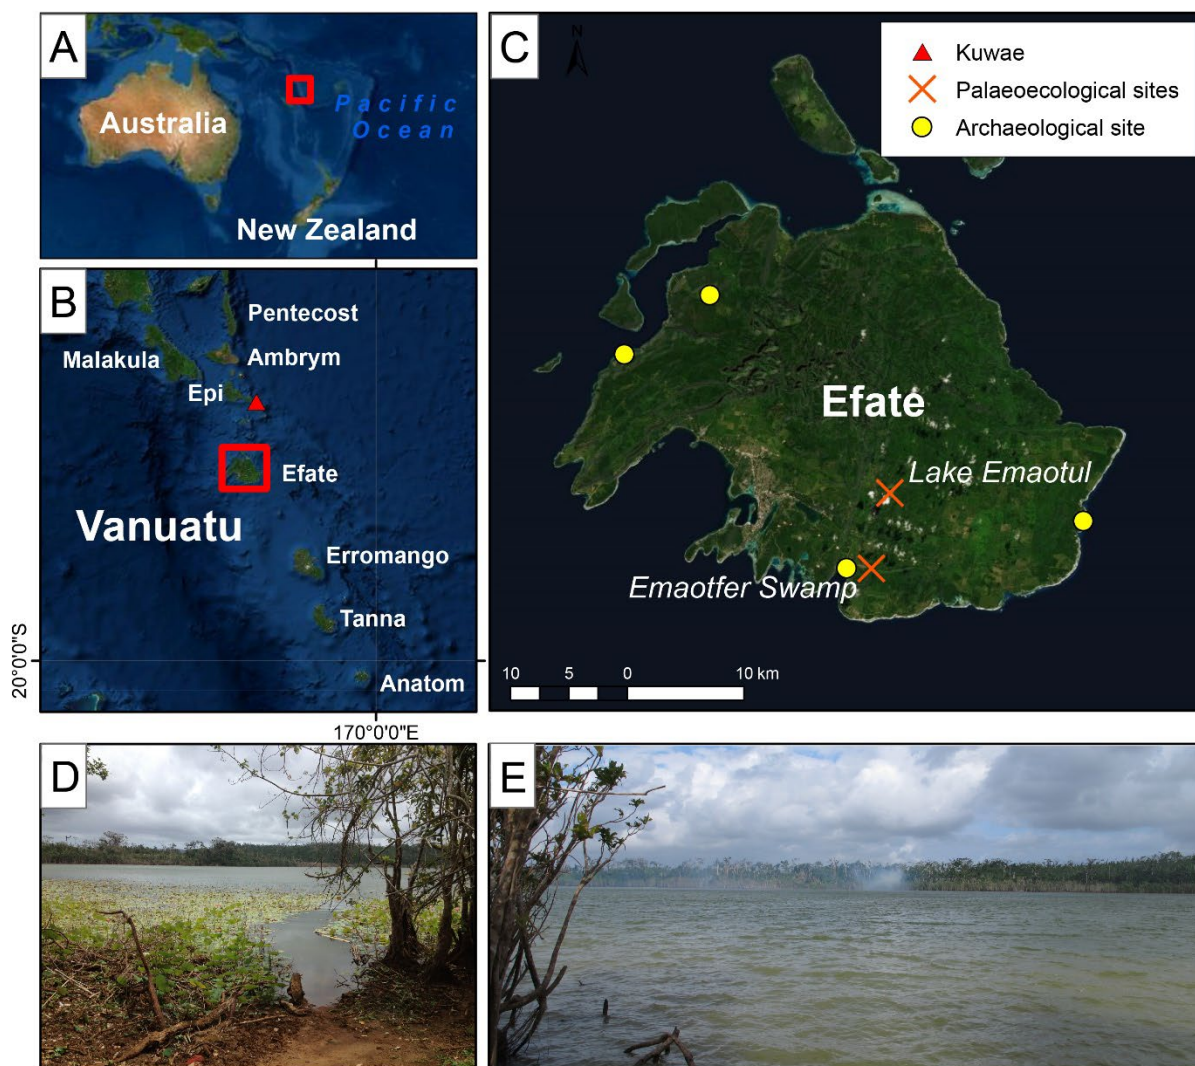 A
Australia
Pacific
Ocean
New Zealand
B
Pentecost
Malakula
Ambrym
Epi
Efate
Vanuatu
Erromango
Tanna
Anatom
20°0'0"S
170°0'0"E
C
N
Kuwae
Palaeoecological sites
Archaeological site
Efate
Lake Emaotul
Emaotfer Swamp
10 5 0 10 km
D
E